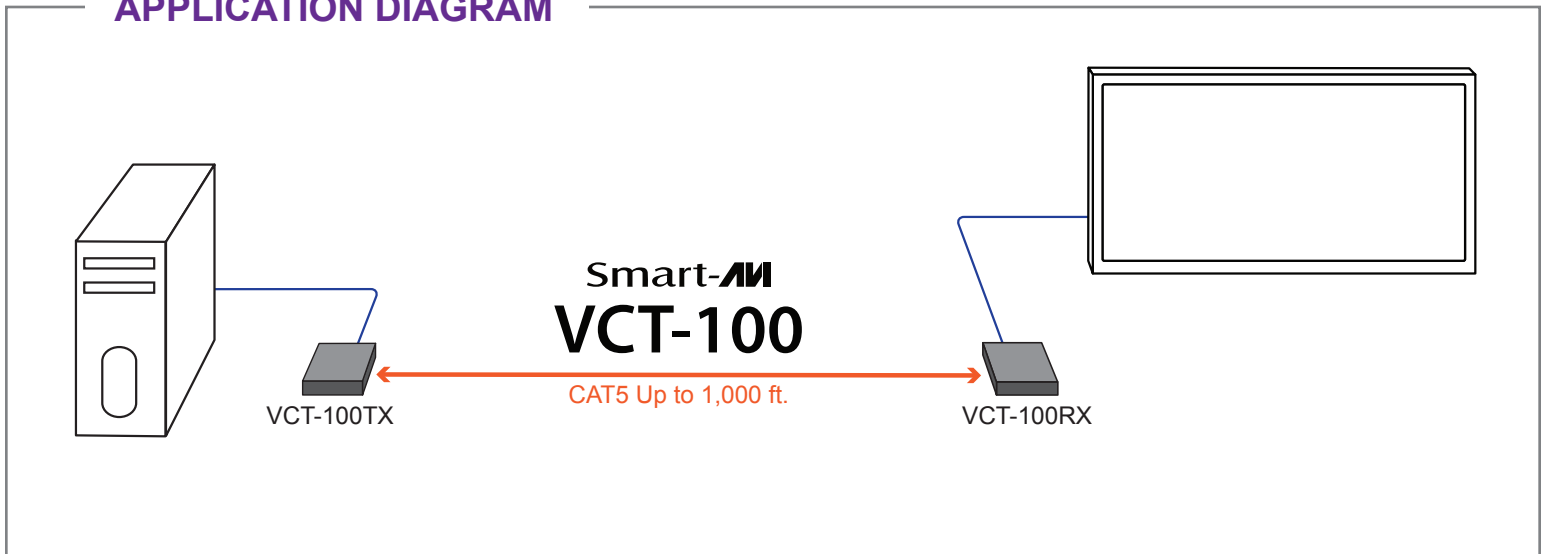 APPLICATION DIAGRAM
Smart-AVI
VCT-100
CAT5 Up to 1,000 ft.
VCT-100TX
VCT-100RX